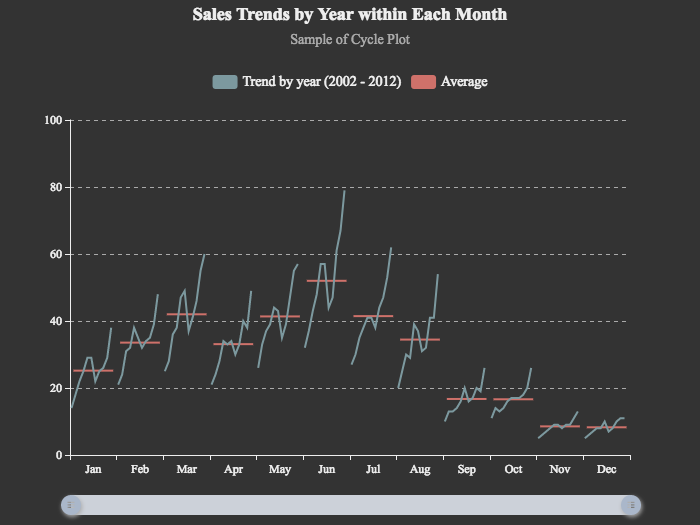 Sales Trends by Year within Each Month
Sample of Cycle Plot
Trend by year (2002 - 2012) Average
100
80
60
40
20
0
Jan Feb Mar Apr May Jun Jul Aug Sep Oct Nov Dec